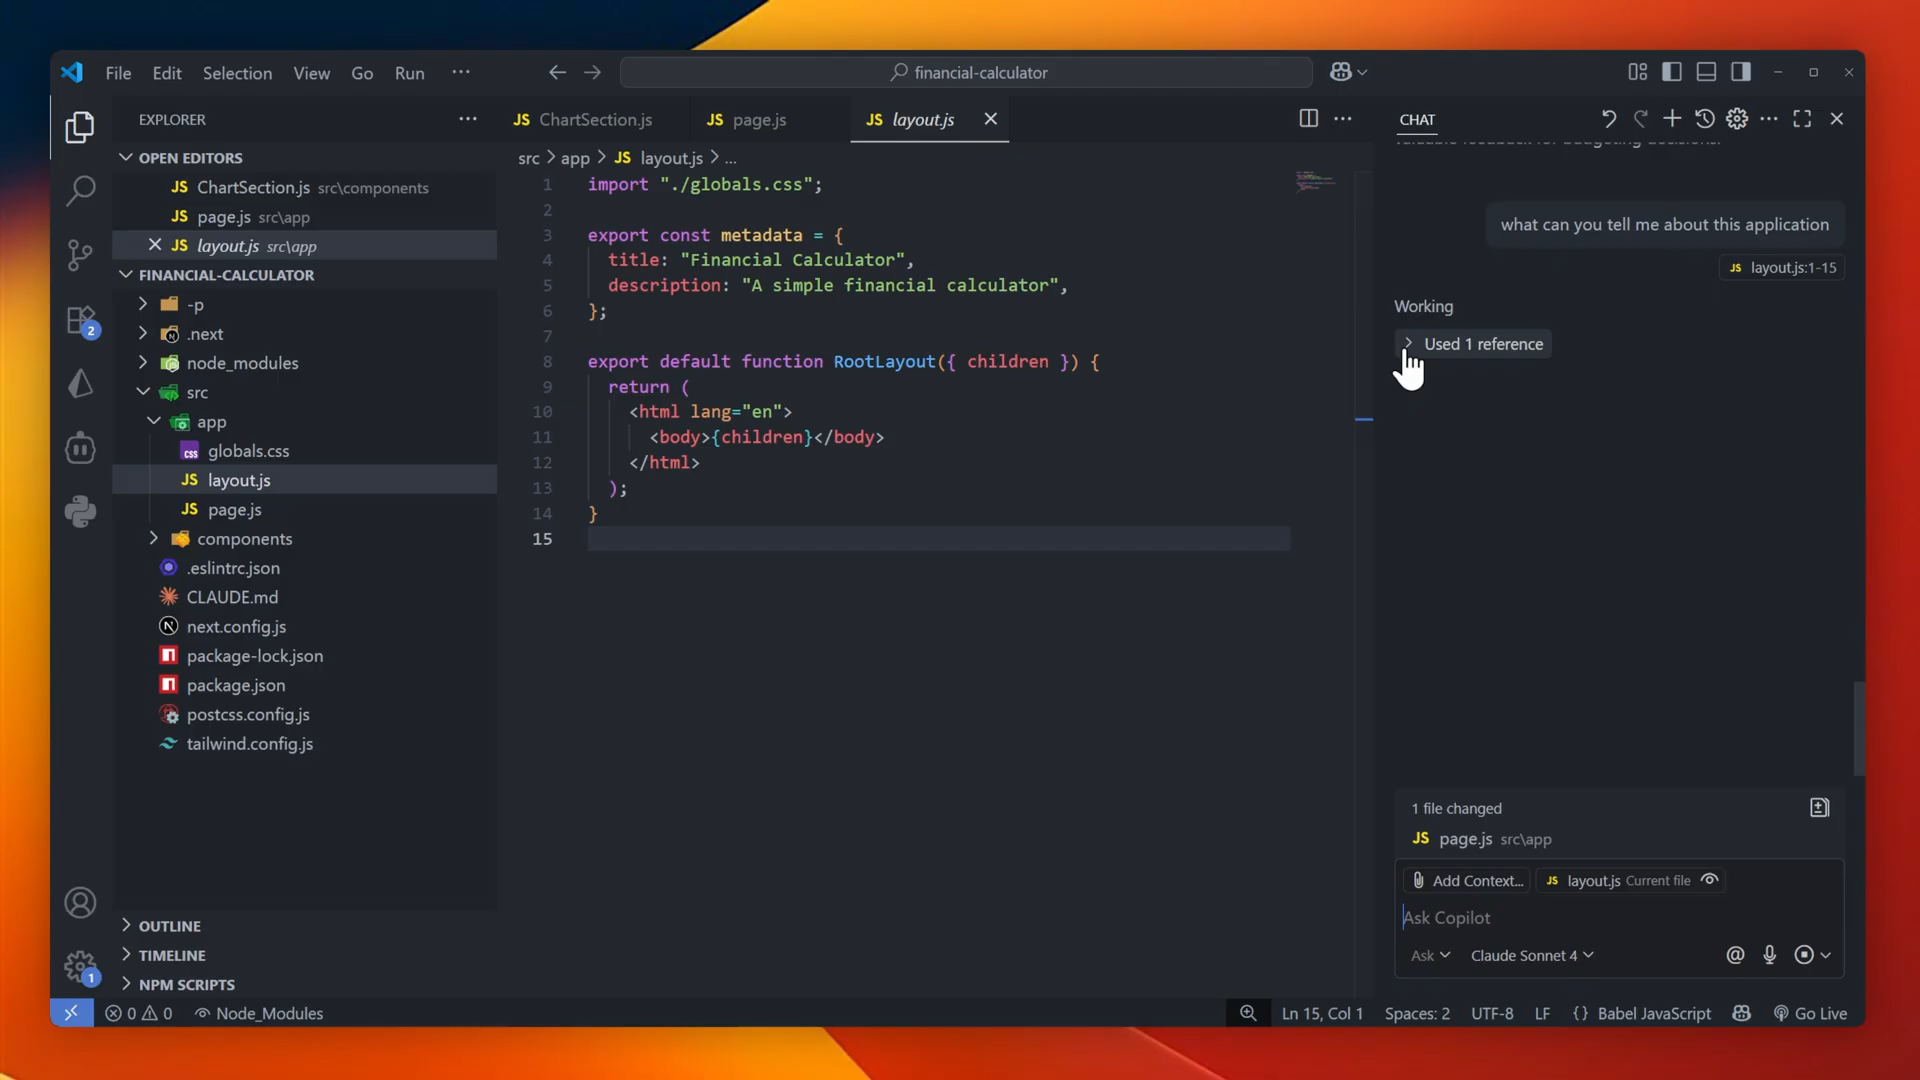 File Edit Selection View Go Run ...
financial-calculator
EXPLORER
OPEN EDITORS
JS ChartSection.js src\components
JS page.js src\app
JS layout.js src\app
FINANCIAL-CALCULATOR
-p
.next
node_modules
src
app
css globals.css
JS layout.js
JS page.js
components
.eslintrc.json
CLAUDE.md
N next.config.js
package-lock.json
package.json
postcss.config.js
tailwind.config.js
OUTLINE
TIMELINE
NPM SCRIPTS
2
1
JS ChartSection.js JS page.js JS layout.js
src > app > JS layout.js > ...
1 import "./globals.css";
2
3 export const metadata = {
4 title: "Financial Calculator",
5 description: "A simple financial calculator",
6 };
7
8 export default function RootLayout({ children }) {
9 return (
10 <html lang="en">
11 <body>{children}</body>
12 </html>
13 );
14 }
15
CHAT
valuable feedback for budgeting decisions.
what can you tell me about this application
JS layout.js:1-15
Working
Used 1 reference
1 file changed
JS page.js src\app
Add Context... JS layout.js Current file
Ask Copilot
Ask Claude Sonnet 4 @
0 0 Node_Modules
Ln 15, Col 1 Spaces: 2 UTF-8 LF {} Babel JavaScript Go Live